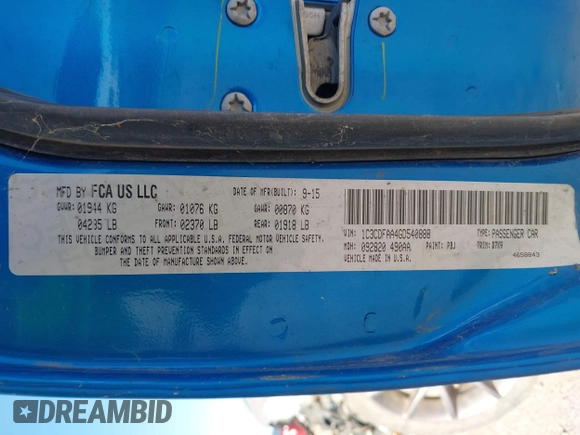 MFD BY FCA US LLC DATE OF MFR(BUILT): 9-15
GVWR: 01944 KG GAWR: 01076 KG GAWR: 00870 KG
04285 LB FRONT: 02370 LB REAR: 01918 LB
THIS VEHICLE CONFORMS TO ALL APPLICABLE U.S.A. FEDERAL MOTOR VEHICLE SAFETY,
BUMPER AND THEFT PREVENTION STANDARDS IN EFFECT ON
THE DATE OF MANUFACTURE SHOWN ABOVE.
VIN: 1C3CDFAA4GD540888 TYPE: PASSENGER CAR
MDH: 092820 490AA PAINT: PBJ TRIM: D7X9
VEHICLE MADE IN U.S.A. 4658843
DREAMBID